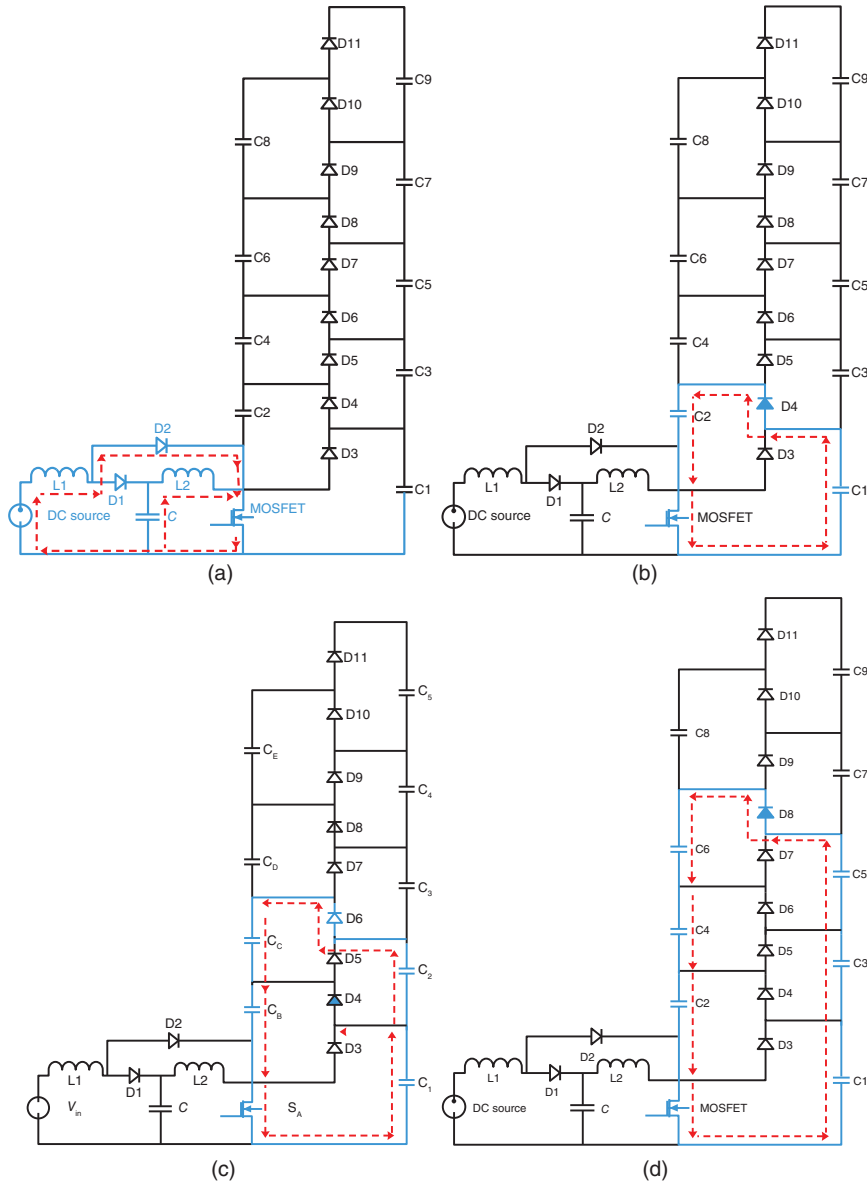 D11
C9
D10
C8
D9
C7
D8
C6
D7
C5
D6
C4
D5
C3
D4
C2
D2
D3
L1
L2
D1
C1
DC source
C
MOSFET
(a)
D11
C9
D10
C8
D9
C7
D8
C6
D7
C5
D6
C4
D5
C3
D4
C2
D2
D3
L1
L2
D1
C1
DC source
C
MOSFET
(b)
D11
C5
D10
CE
D9
C4
D8
CD
D7
C3
D6
CC
D5
C2
D4
CB
D2
D3
L1
L2
D1
C1
Vin
C
SA
(c)
D11
C9
D10
C8
D9
C7
D8
C6
D7
C5
D6
C4
D5
C3
D4
C2
D2
D3
L1
L2
D1
C1
DC source
C
MOSFET
(d)